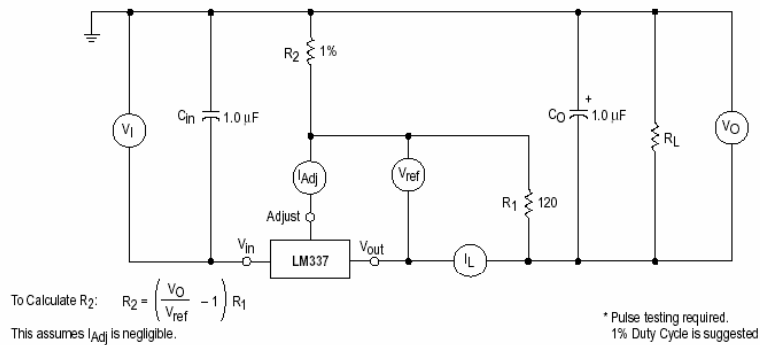 R2 1%
Cin 1.0 μF
+
CO 1.0 μF
VI
RL
VO
IAdj
Vref
R1 120
Adjust
Vin
LM337
Vout
IL
To Calculate R2: R2 = (VO/Vref – 1) R1
This assumes IAdj is negligible.
* Pulse testing required.
1% Duty Cycle is suggested